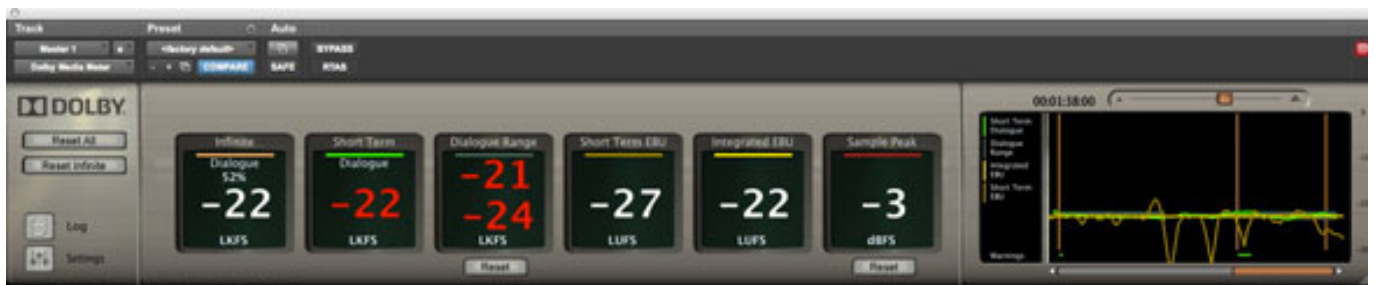 Track Preset Auto
Master 1 a <factory default> BYPASS
Dolby Media Meter - + COMPARE SAFE RTAS
DOLBY
Reset All
Reset Infinite
Log
Settings
Infinite
Dialogue
52%
-22
LKFS
Short Term
Dialogue
-22
LKFS
Dialogue Range
-21
-24
LKFS
Reset
Short Term EBU
-27
LUFS
Integrated EBU
-22
LUFS
Sample Peak
-3
dBFS
Reset
00:01:38:00
Short Term
Dialogue
Dialogue
Range
Integrated
EBU
Short Term
EBU
Warnings